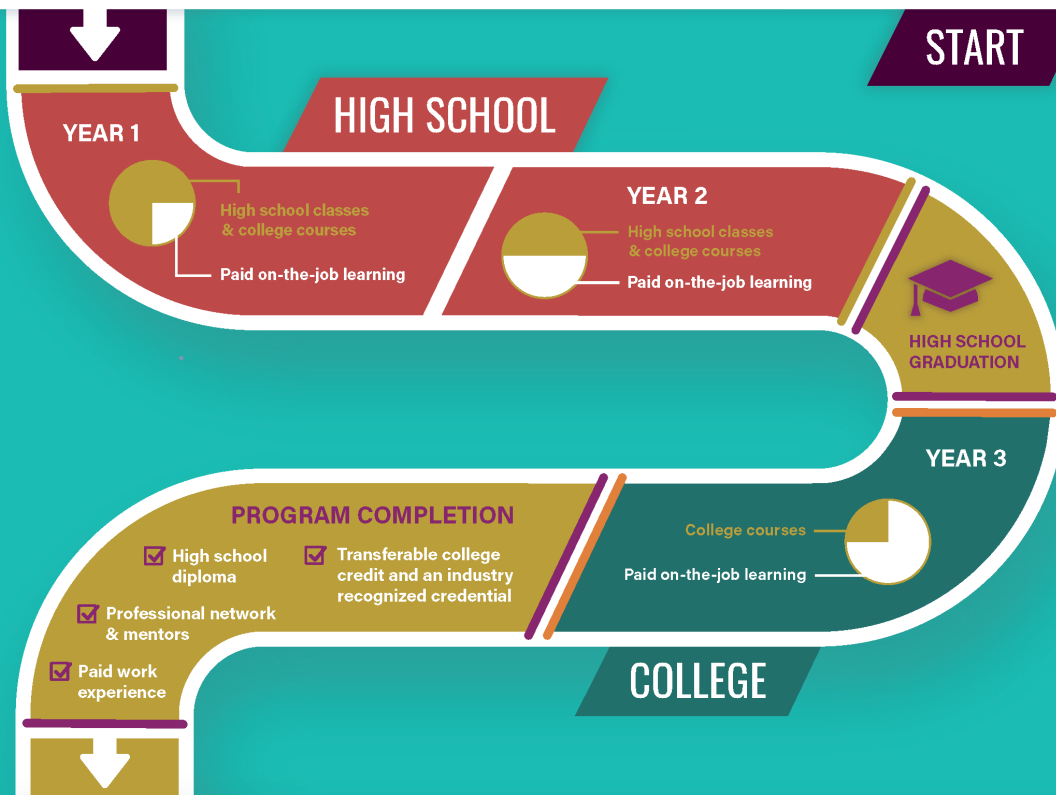 START
HIGH SCHOOL
YEAR 1
High school classes
& college courses
Paid on-the-job learning
YEAR 2
High school classes
& college courses
Paid on-the-job learning
HIGH SCHOOL
GRADUATION
YEAR 3
College courses
Paid on-the-job learning
COLLEGE
PROGRAM COMPLETION
High school
diploma
Transferable college
credit and an industry
recognized credential
Professional network
& mentors
Paid work
experience